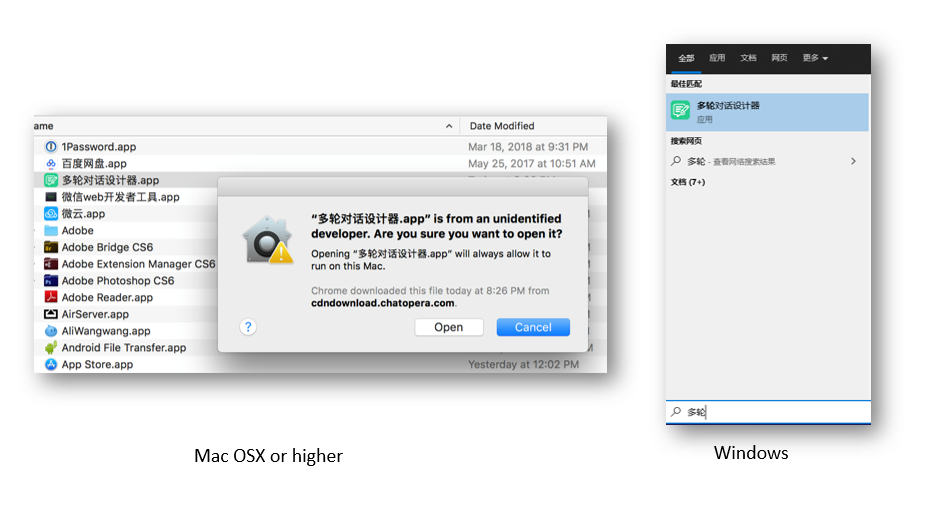 ame
Date Modified
1Password.app
Mar 18, 2018 at 9:31 PM
百度网盘.app
May 25, 2017 at 10:51 AM
多轮对话设计器.app
微信web开发者工具.app
微云.app
Adobe
Adobe Bridge CS6
Adobe Extension Manager CS6
Adobe Photoshop CS6
Adobe Reader.app
AirServer.app
AliWangwang.app
Android File Transfer.app
App Store.app
Yesterday at 12:02 PM
“多轮对话设计器.app” is from an unidentified
developer. Are you sure you want to open it?
Opening “多轮对话设计器.app” will always allow it to
run on this Mac.
Chrome downloaded this file today at 8:26 PM from
cdndownload.chatopera.com.
?
Open
Cancel
Mac OSX or higher
全部 应用 文档 网页 更多
最佳匹配
多轮对话设计器
应用
搜索网页
多轮 - 查看网络搜索结果
文档 (7+)
多轮
Windows